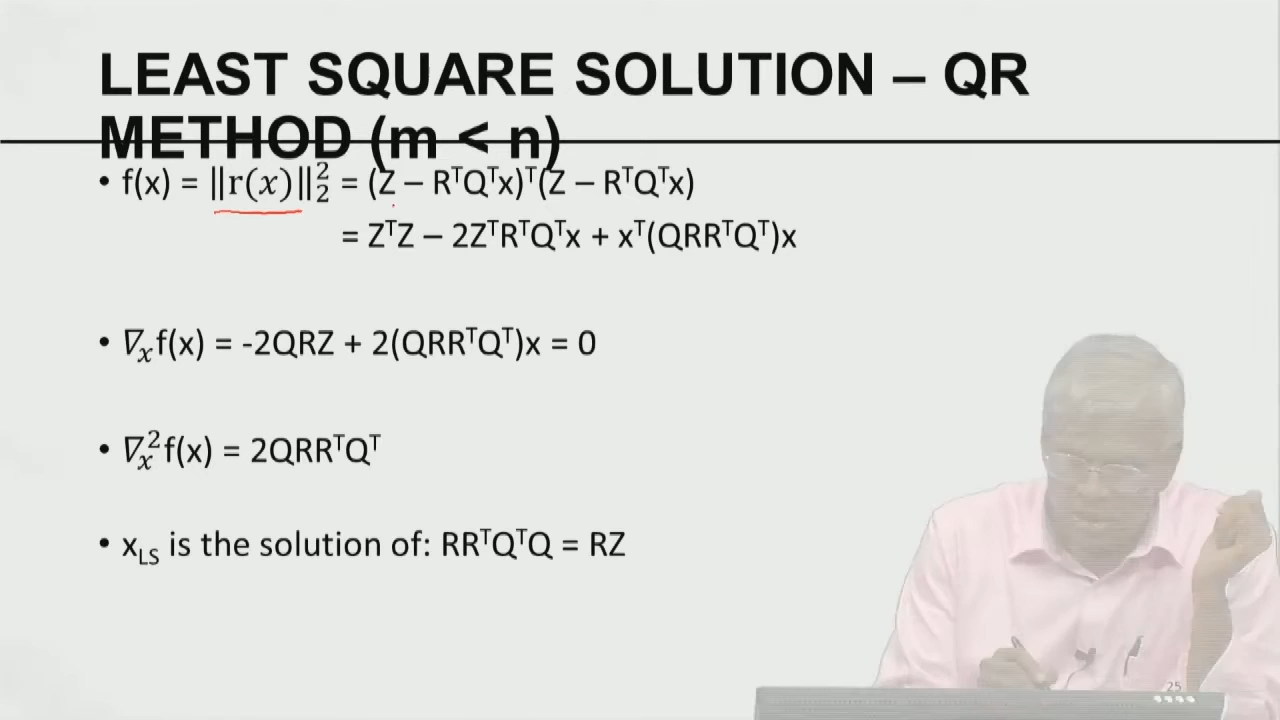 LEAST SQUARE SOLUTION – QR
METHOD (m < n)
• f(x) = ‖r(x)‖₂² = (Z – RᵀQᵀx)ᵀ(Z – RᵀQᵀx)
= ZᵀZ – 2ZᵀRᵀQᵀx + xᵀ(QRRᵀQᵀ)x
• ∇ₓf(x) = -2QRZ + 2(QRRᵀQᵀ)x = 0
• ∇ₓ²f(x) = 2QRRᵀQᵀ
• x_LS is the solution of: RRᵀQᵀQ = RZ
25